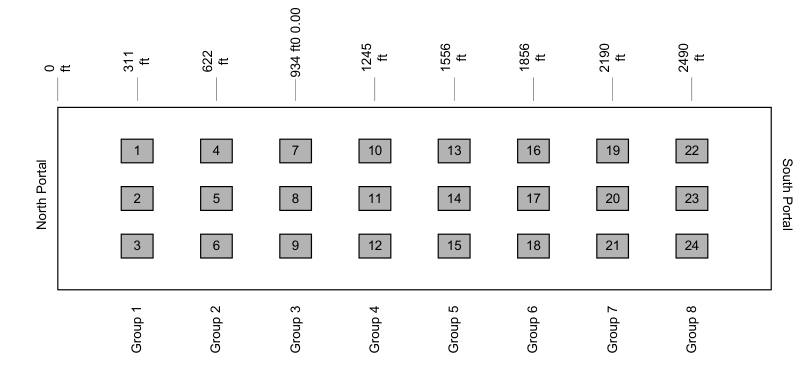 0
ft
311
ft
622
ft
934 ft0 0.00
1245
ft
1556
ft
1856
ft
2190
ft
2490
ft
North Portal
South Portal
1 4 7 10 13 16 19 22
2 5 8 11 14 17 20 23
3 6 9 12 15 18 21 24
Group 1
Group 2
Group 3
Group 4
Group 5
Group 6
Group 7
Group 8